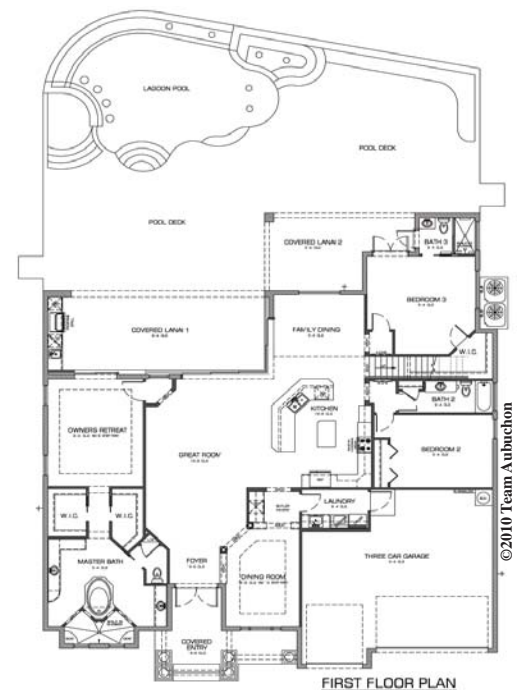 LAGOON POOL
POOL DECK
POOL DECK
COVERED LANAI 2
BATH 3
BEDROOM 3
COVERED LANAI 1
FAMILY DINING
W.I.C.
BATH 2
OWNERS RETREAT
KITCHEN
GREAT ROOM
BEDROOM 2
W.I.C.
W.I.C.
LAUNDRY
MASTER BATH
FOYER
DINING ROOM
THREE CAR GARAGE
COVERED
ENTRY
FIRST FLOOR PLAN
©2010 Team Aubuchon